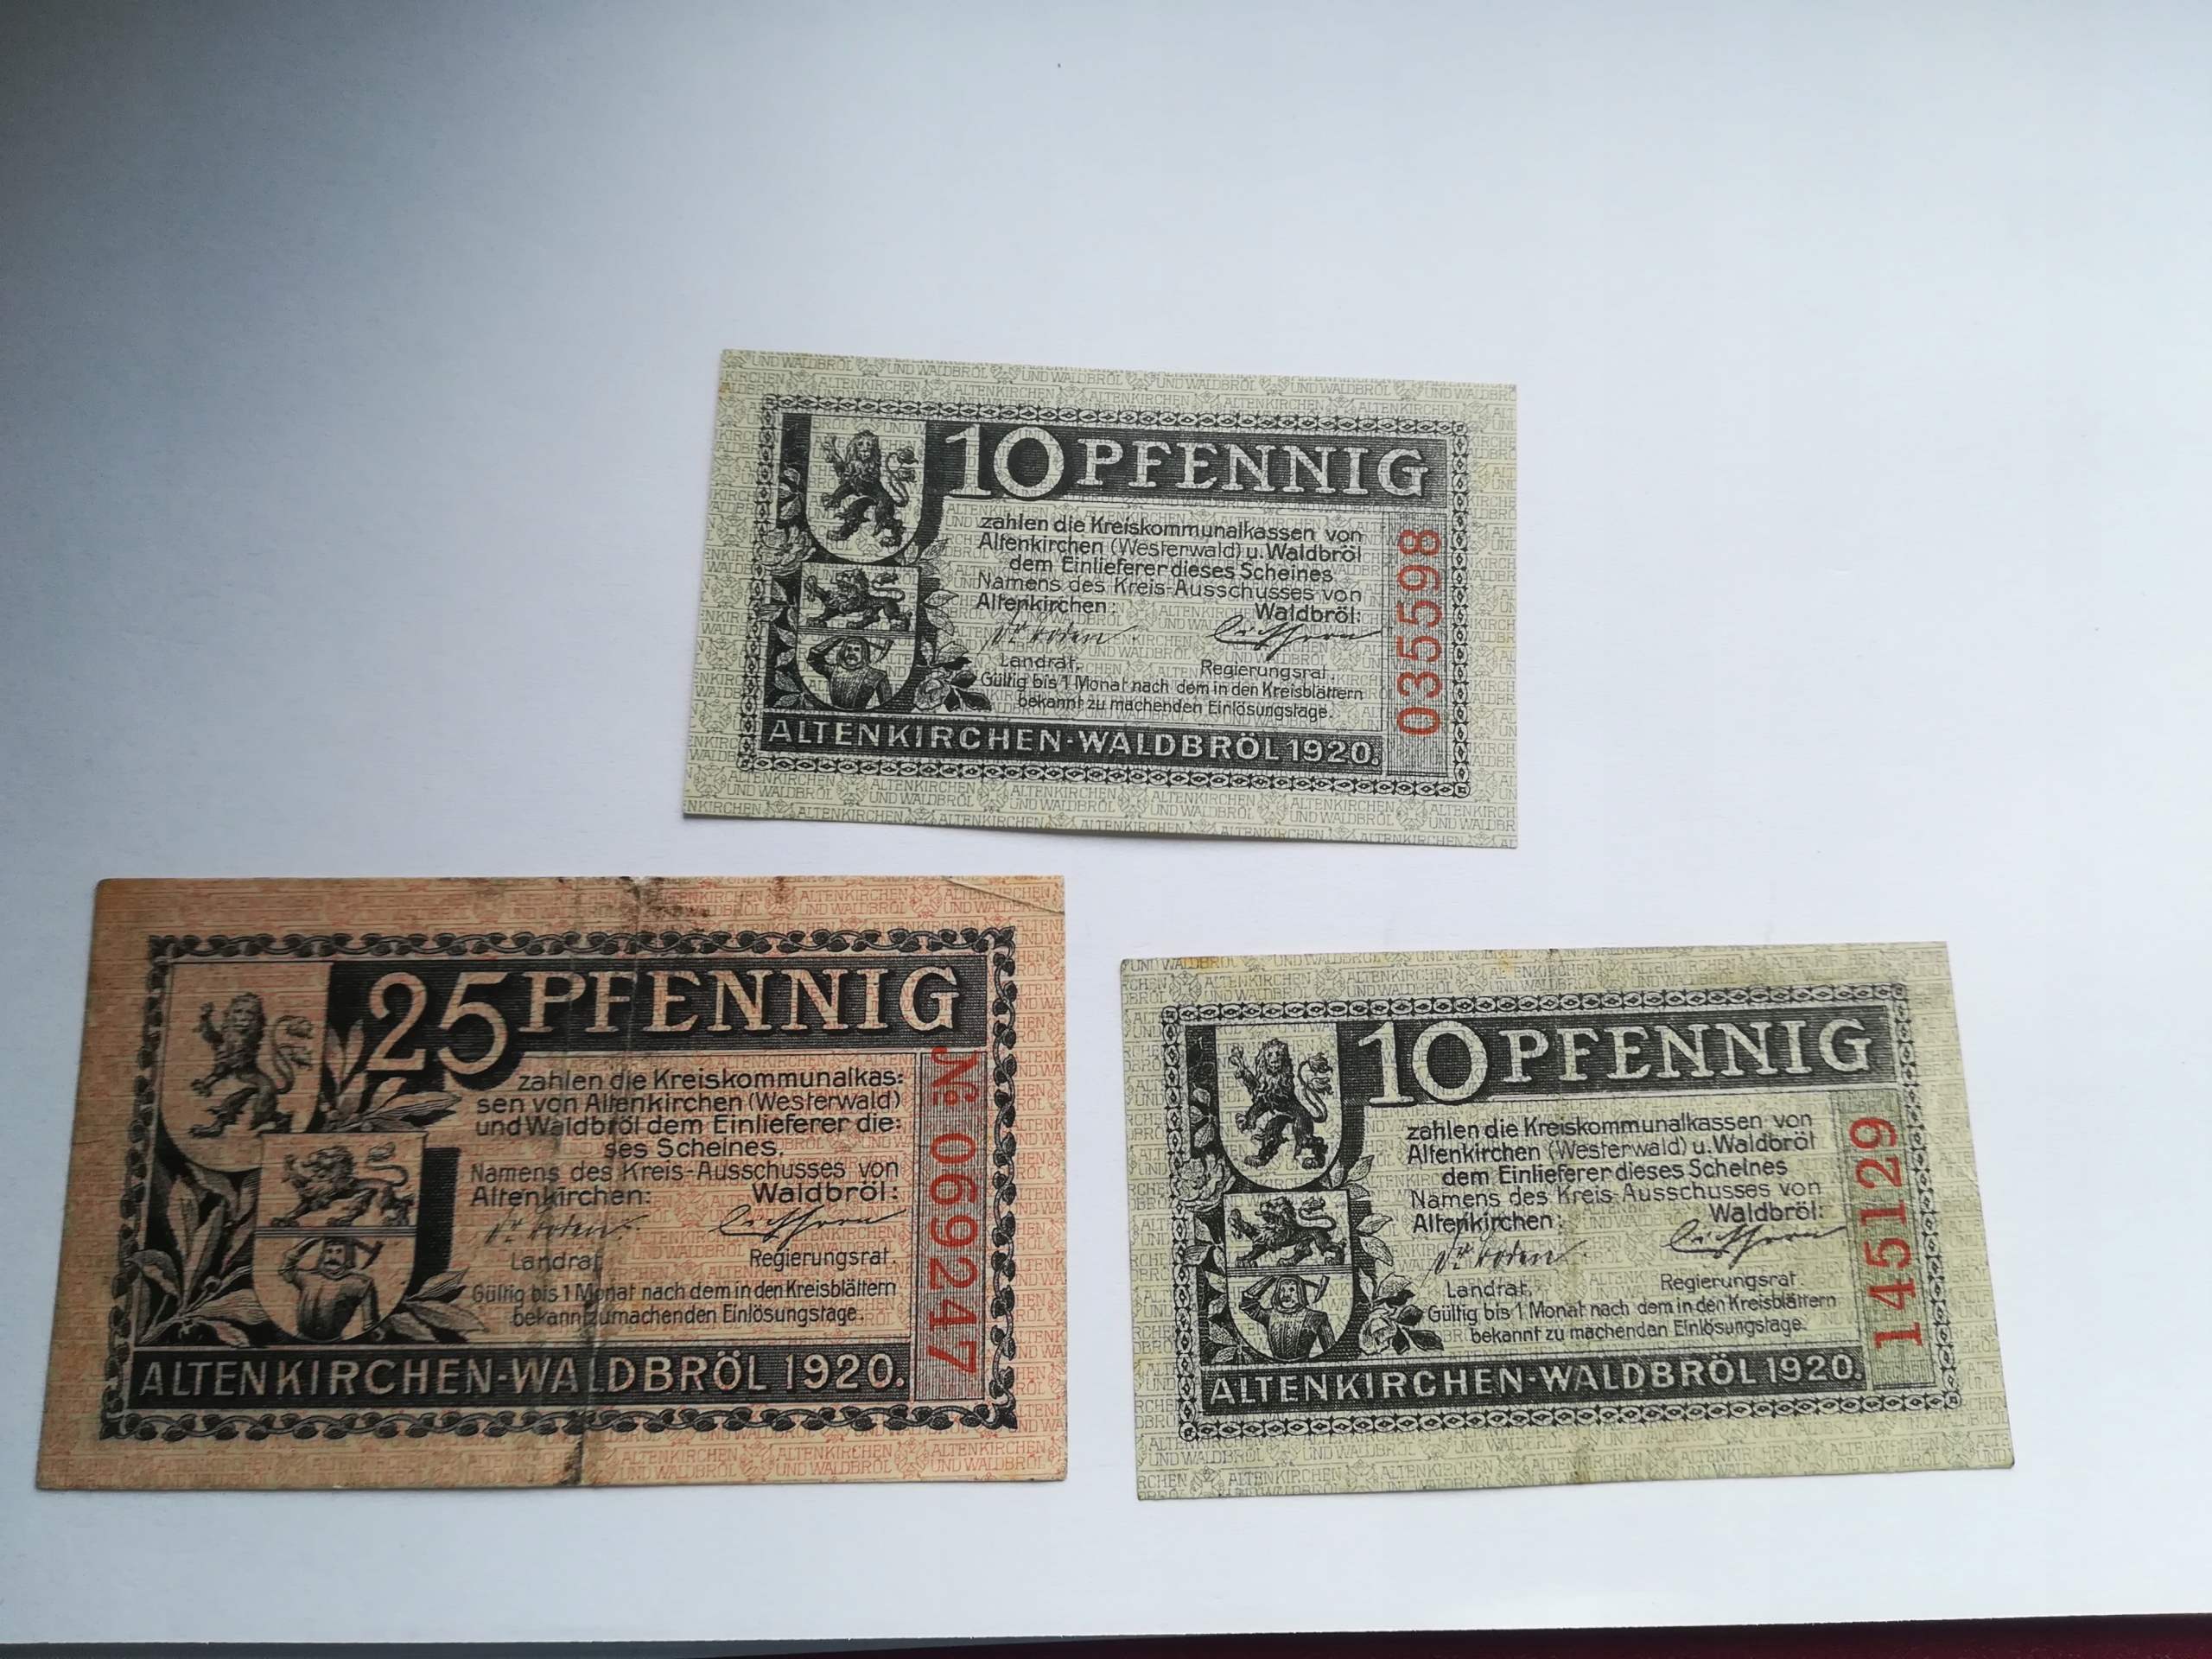 10 PFENNIG
zahlen die Kreiskommunalkassen von
Altenkirchen (Westerwald) u. Waldbröl
dem Einlieferer dieses Scheines
Namens des Kreis-Ausschusses von
Altenkirchen: Waldbröl:
Landrat. Regierungsrat.
Gültig bis 1 Monat nach dem in den Kreisblättern
bekannt zu machenden Einlösungstage.
ALTENKIRCHEN-WALDBRÖL 1920.
035598
25 PFENNIG
zahlen die Kreiskommunalkas=
sen von Altenkirchen (Westerwald)
und Waldbröl dem Einlieferer die=
ses Scheines.
Namens des Kreis-Ausschusses von
Altenkirchen: Waldbröl:
Landrat Regierungsrat.
Gültig bis 1 Monat nach dem in den Kreisblättern
bekannt zu machenden Einlösungstage.
ALTENKIRCHEN-WALDBRÖL 1920.
№ 069247
10 PFENNIG
zahlen die Kreiskommunalkassen von
Altenkirchen (Westerwald) u. Waldbröl
dem Einlieferer dieses Scheines
Namens des Kreis-Ausschusses von
Altenkirchen: Waldbröl:
Landrat. Regierungsrat.
Gültig bis 1 Monat nach dem in den Kreisblättern
bekannt zu machenden Einlösungstage.
ALTENKIRCHEN-WALDBRÖL 1920.
145129